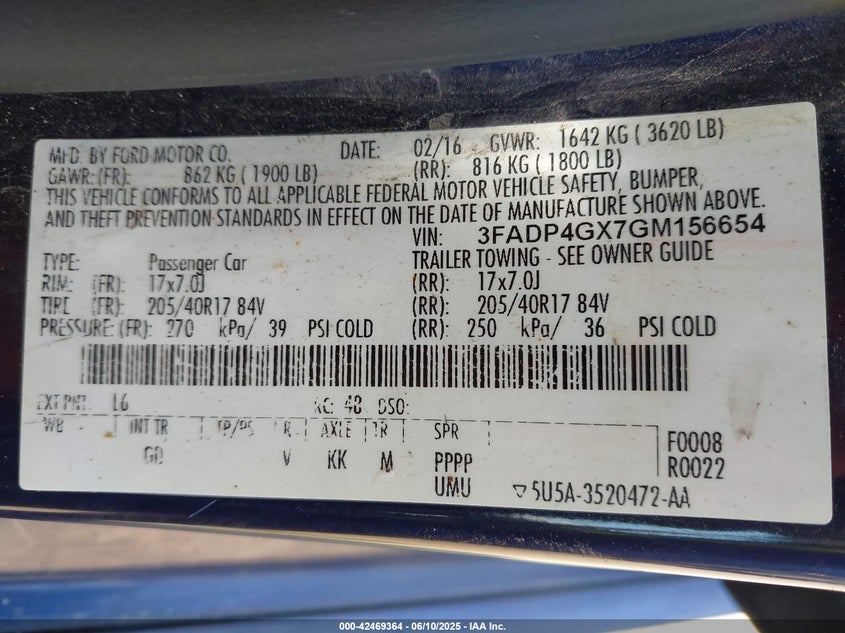 MFD. BY FORD MOTOR CO. DATE: 02/16 GVWR: 1642 KG ( 3620 LB)
GAWR: (FR): 862 KG ( 1900 LB) (RR): 816 KG ( 1800 LB)
THIS VEHICLE CONFORMS TO ALL APPLICABLE FEDERAL MOTOR VEHICLE SAFETY, BUMPER,
AND THEFT PREVENTION STANDARDS IN EFFECT ON THE DATE OF MANUFACTURE SHOWN ABOVE.
VIN: 3FADP4GX7GM156654
TYPE: Passenger Car TRAILER TOWING - SEE OWNER GUIDE
RIM: (FR): 17x7.0J (RR): 17x7.0J
TIRE (FR): 205/40R17 84V (RR): 205/40R17 84V
PRESSURE: (FR): 270 kPa/ 39 PSI COLD (RR): 250 kPa/ 36 PSI COLD
EXT PNT: L6 RC: 48 DSO:
WB INT TR TP/PS R AXLE TR SPR F0008
GD V KK M PPPP R0022
UMU 5U5A-3520472-AA
000-42469364 - 06/10/2025 - IAA Inc.